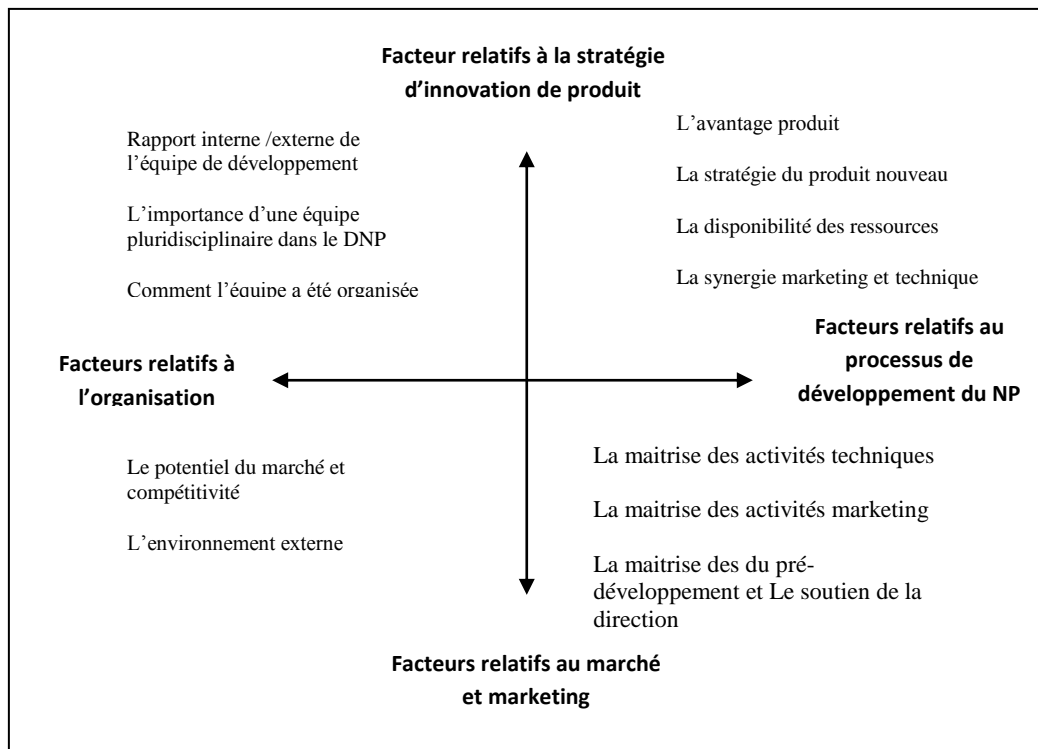 Facteur relatifs à la stratégie
d’innovation de produit
Rapport interne /externe de
l’équipe de développement
L’importance d’une équipe
pluridisciplinaire dans le DNP
Comment l’équipe a été organisée
L’avantage produit
La stratégie du produit nouveau
La disponibilité des ressources
La synergie marketing et technique
Facteurs relatifs à
l’organisation
Facteurs relatifs au
processus de
développement du NP
Le potentiel du marché et
compétitivité
L’environnement externe
La maitrise des activités techniques
La maitrise des activités marketing
La maitrise des du pré-
développement et Le soutien de la
direction
Facteurs relatifs au marché
et marketing